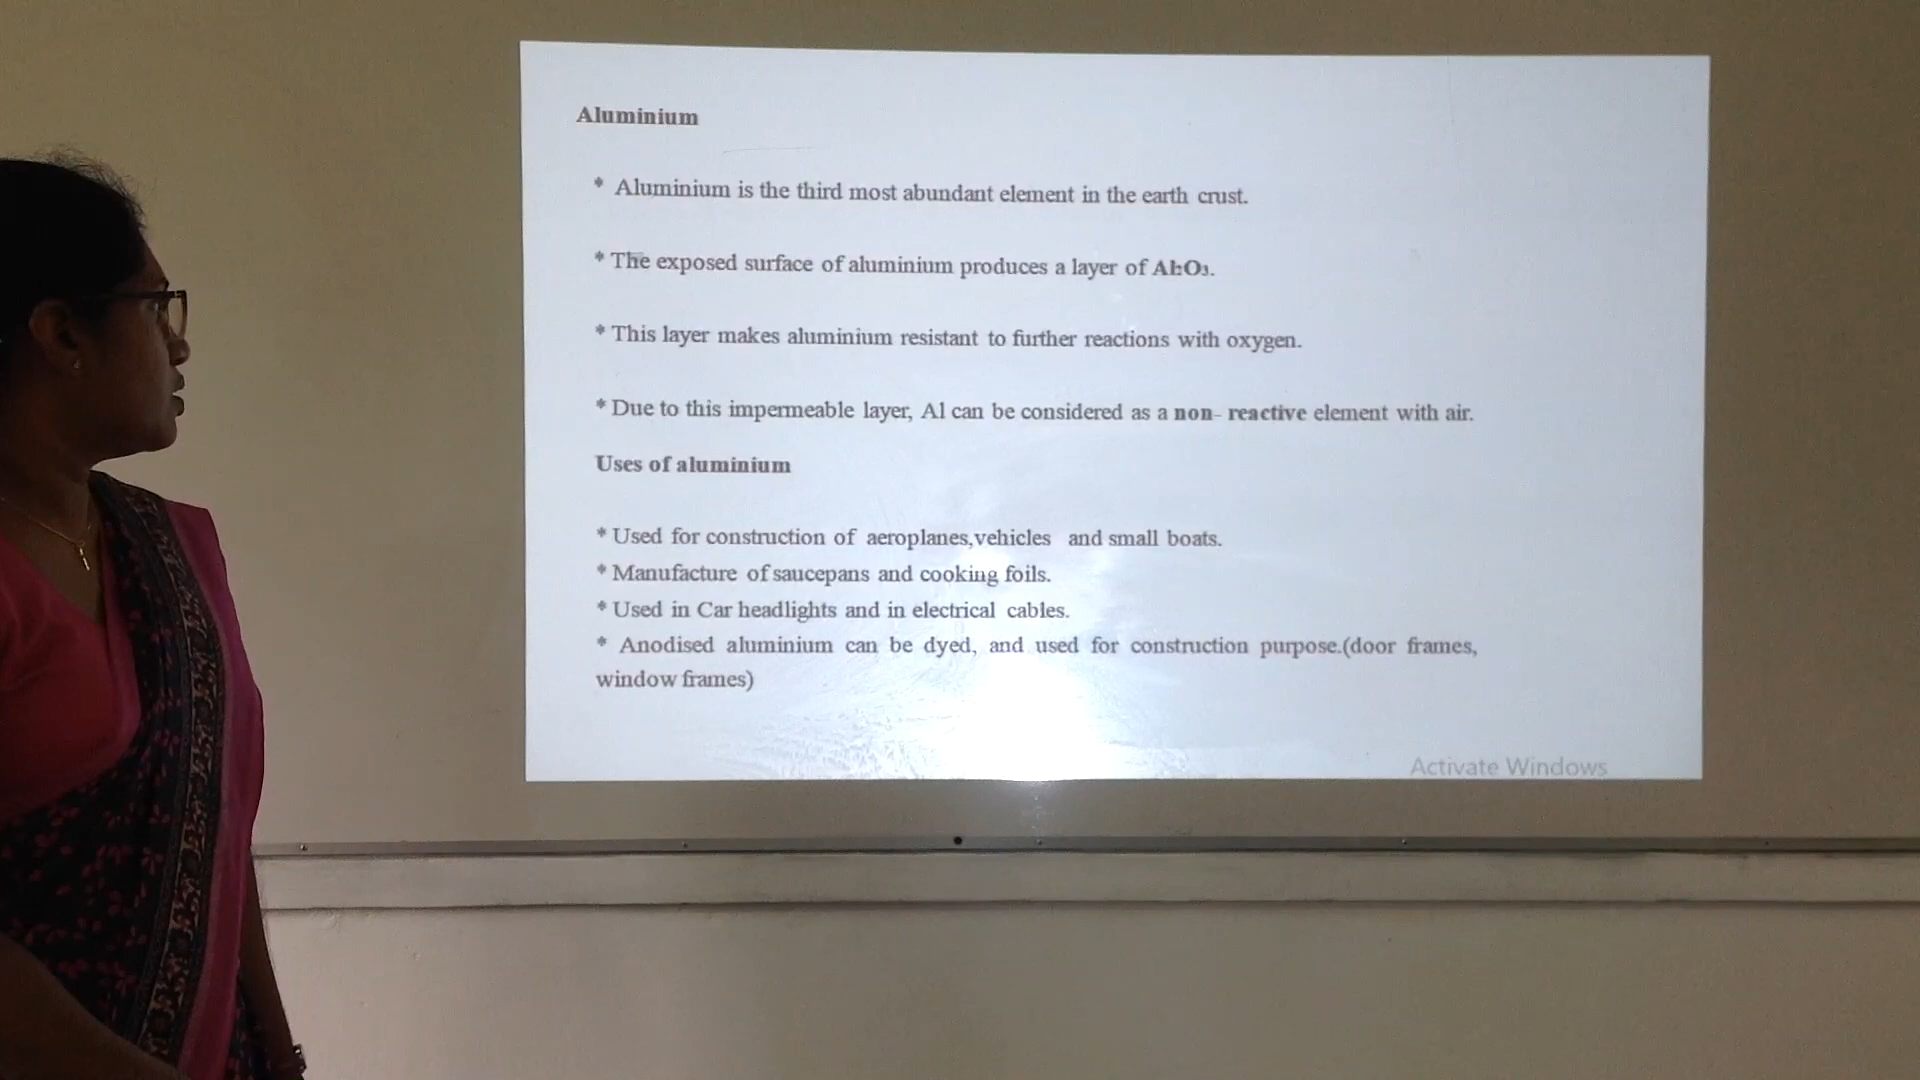 Aluminium
* Aluminium is the third most abundant element in the earth crust.
* The exposed surface of aluminium produces a layer of Al₂O₃.
* This layer makes aluminium resistant to further reactions with oxygen.
* Due to this impermeable layer, Al can be considered as a non- reactive element with air.
Uses of aluminium
* Used for construction of aeroplanes,vehicles and small boats.
* Manufacture of saucepans and cooking foils.
* Used in Car headlights and in electrical cables.
* Anodised aluminium can be dyed, and used for construction purpose.(door frames,
window frames)
Activate Windows